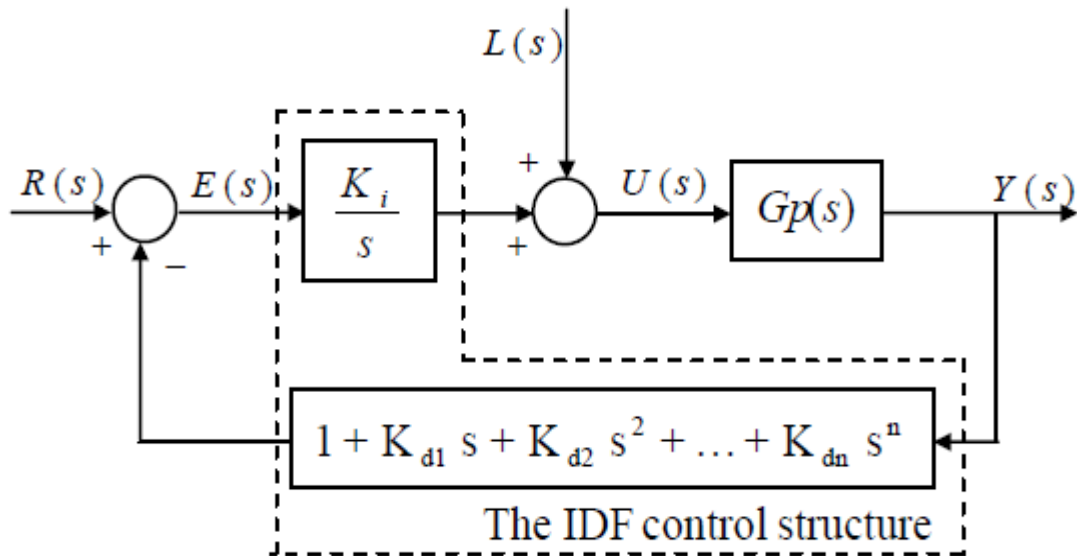 L(s)
R(s)
E(s)
K_i
s
+
+
U(s)
Gp(s)
Y(s)
+
−
1 + K_d1 s + K_d2 s^2 + ... + K_dn s^n
The IDF control structure